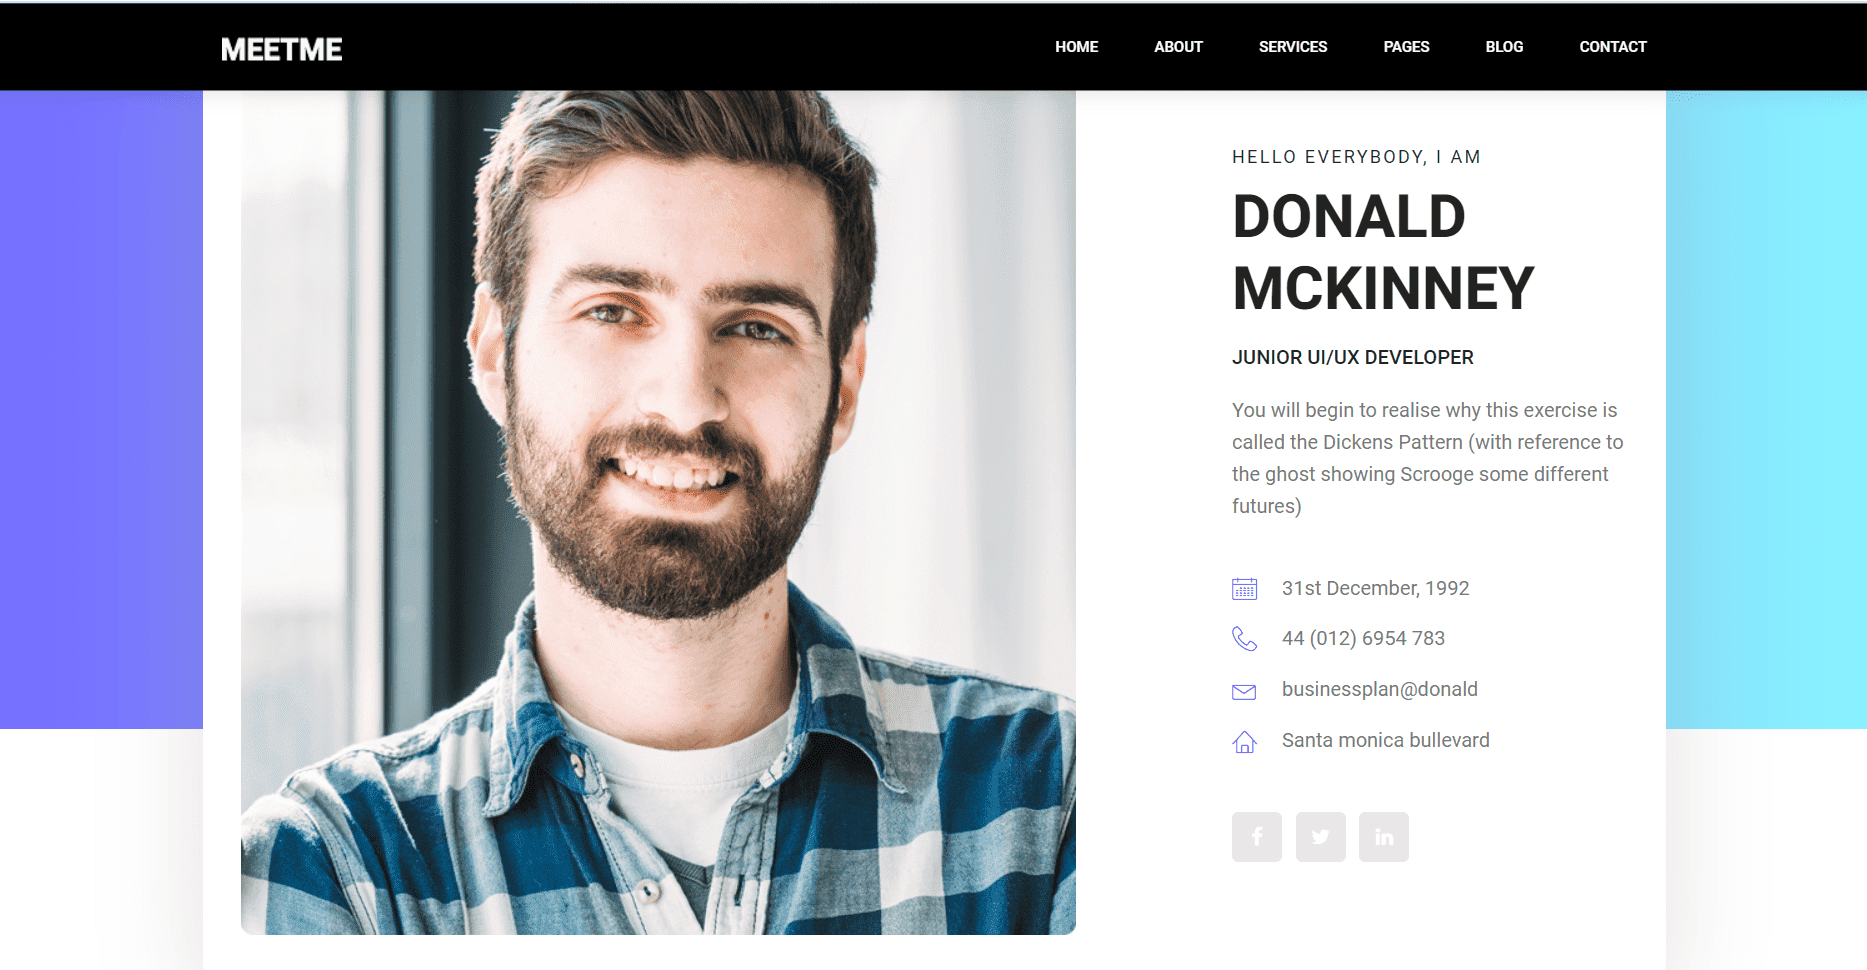 MEETME
HOME ABOUT SERVICES PAGES BLOG CONTACT
HELLO EVERYBODY, I AM
DONALD
MCKINNEY
JUNIOR UI/UX DEVELOPER
You will begin to realise why this exercise is
called the Dickens Pattern (with reference to
the ghost showing Scrooge some different
futures)
31st December, 1992
44 (012) 6954 783
businessplan@donald
Santa monica bullevard